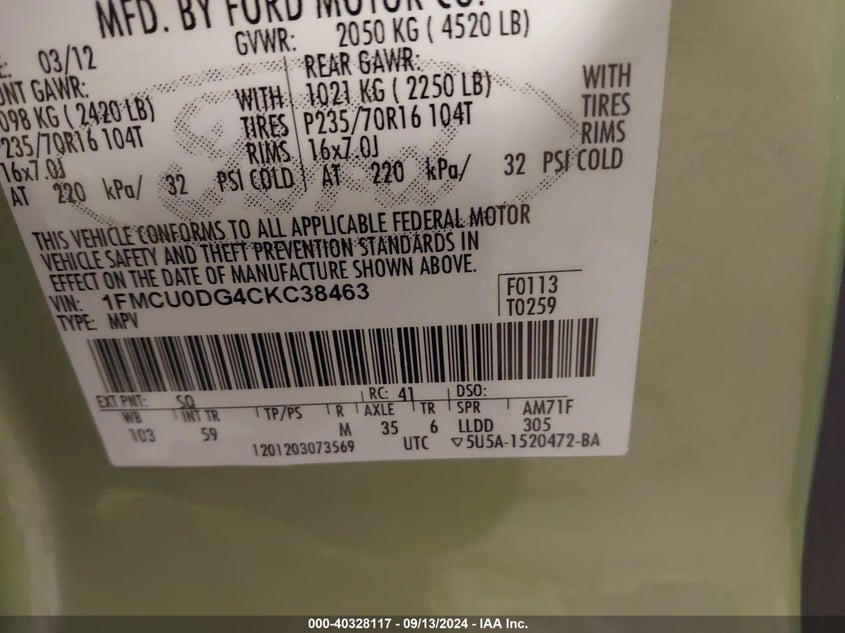 MFD. BY FORD MOTOR CO.
03/12 GVWR: 2050 KG ( 4520 LB)
GAWR: REAR GAWR:
KG ( 2420 LB) WITH 1021 KG ( 2250 LB) WITH
235/70R16 104T TIRES P235/70R16 104T TIRES
16x7.0J RIMS 16x7.0J RIMS
AT 220 kPa/ 32 PSI COLD AT 220 kPa/ 32 PSI COLD
THIS VEHICLE CONFORMS TO ALL APPLICABLE FEDERAL MOTOR
VEHICLE SAFETY AND THEFT PREVENTION STANDARDS IN
EFFECT ON THE DATE OF MANUFACTURE SHOWN ABOVE.
VIN: 1FMCU0DG4CKC38463 F0113
TYPE: MPV T0259
EXT PNT: SQ RC: 41 DSO:
WB INT TR TP/PS R AXLE TR SPR AM71F
103 59 M 35 6 LLDD 305
1201203073569 UTC ▽5U5A-1520472-BA
000-40328117 - 09/13/2024 - IAA Inc.